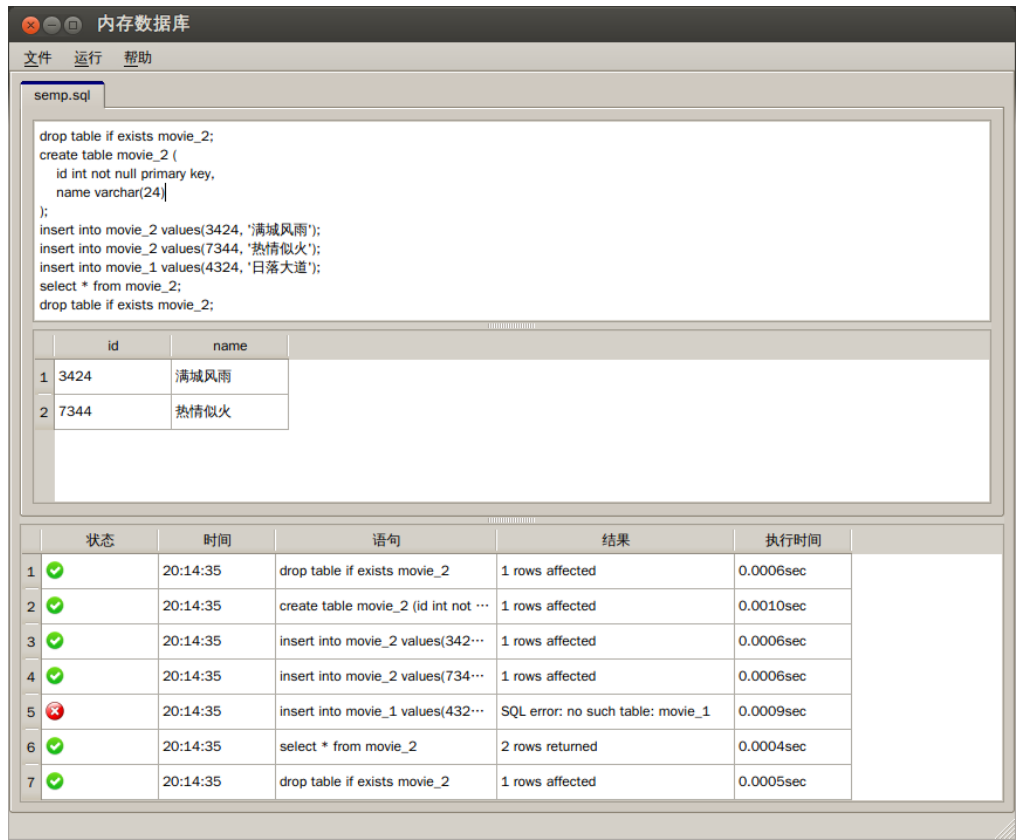 内存数据库
文件 运行 帮助
semp.sql
drop table if exists movie_2;
create table movie_2 (
id int not null primary key,
name varchar(24)
);
insert into movie_2 values(3424, '满城风雨');
insert into movie_2 values(7344, '热情似火');
insert into movie_1 values(4324, '日落大道');
select * from movie_2;
drop table if exists movie_2;
id name
1 3424 满城风雨
2 7344 热情似火
状态 时间 语句 结果 执行时间
1 20:14:35 drop table if exists movie_2 1 rows affected 0.0006sec
2 20:14:35 create table movie_2 (id int not ··· 1 rows affected 0.0010sec
3 20:14:35 insert into movie_2 values(342··· 1 rows affected 0.0006sec
4 20:14:35 insert into movie_2 values(734··· 1 rows affected 0.0006sec
5 20:14:35 insert into movie_1 values(432··· SQL error: no such table: movie_1 0.0009sec
6 20:14:35 select * from movie_2 2 rows returned 0.0004sec
7 20:14:35 drop table if exists movie_2 1 rows affected 0.0005sec